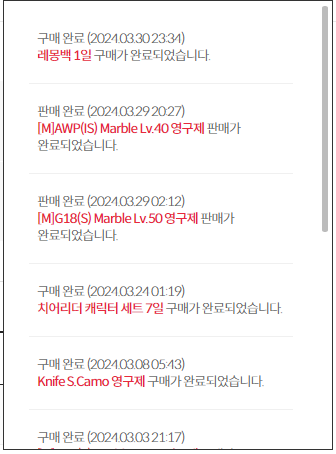 구매 완료 (2024.03.30 23:34)
레몽백 1일 구매가 완료되었습니다.
판매 완료 (2024.03.29 20:27)
[M]AWP(IS) Marble Lv.40 영구제 판매가
완료되었습니다.
판매 완료 (2024.03.29 02:12)
[M]G18(S) Marble Lv.50 영구제 판매가
완료되었습니다.
구매 완료 (2024.03.24 01:19)
치어리더 캐릭터 세트 7일 구매가 완료되었습니다.
구매 완료 (2024.03.08 05:43)
Knife S.Camo 영구제 구매가 완료되었습니다.
구매 완료 (2024.03.03 21:17)